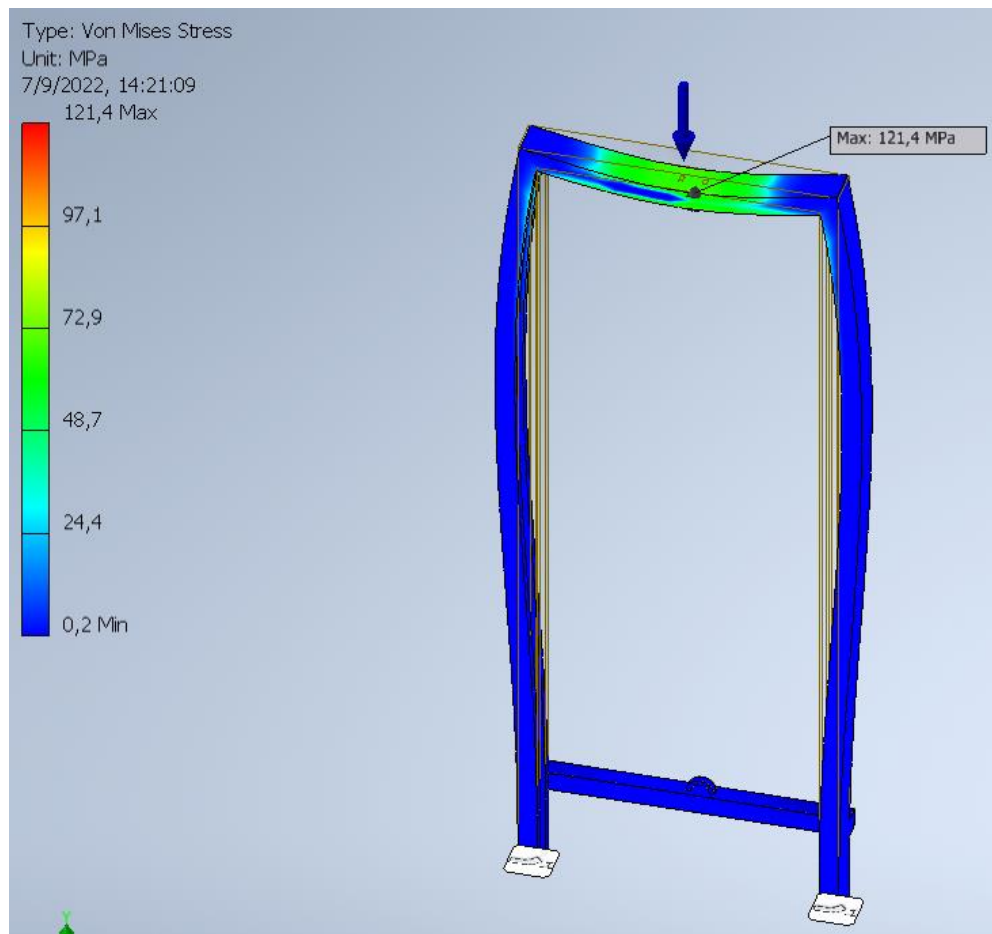 Type: Von Mises Stress
Unit: MPa
7/9/2022, 14:21:09
121,4 Max
Max: 121,4 MPa
97,1
72,9
48,7
24,4
0,2 Min
Y